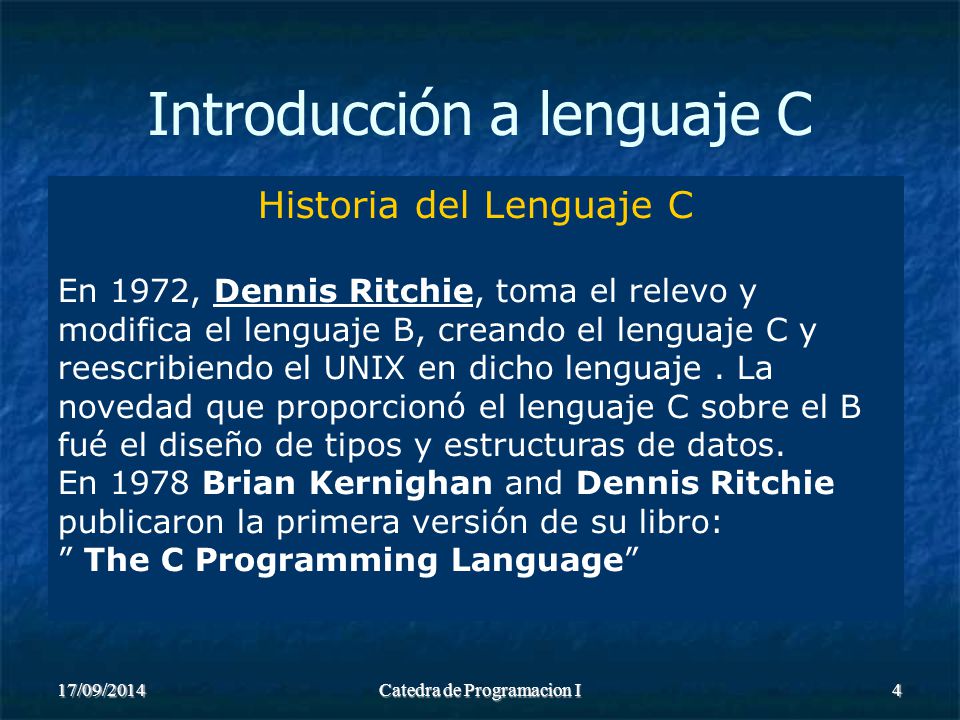 Introducción a lenguaje C
Historia del Lenguaje C
En 1972, Dennis Ritchie, toma el relevo y
modifica el lenguaje B, creando el lenguaje C y
reescribiendo el UNIX en dicho lenguaje . La
novedad que proporcionó el lenguaje C sobre el B
fué el diseño de tipos y estructuras de datos.
En 1978 Brian Kernighan and Dennis Ritchie
publicaron la primera versión de su libro:
” The C Programming Language”
17/09/2014 Catedra de Programacion I 4